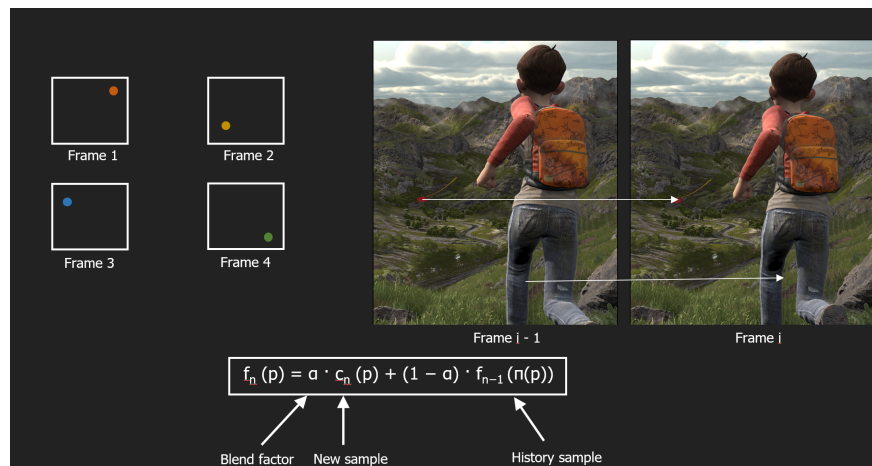 Frame 1
Frame 2
Frame 3
Frame 4
Frame i - 1
Frame i
fₙ (p) = α · cₙ (p) + (1 − α) · fₙ₋₁ (π(p))
Blend factor
New sample
History sample